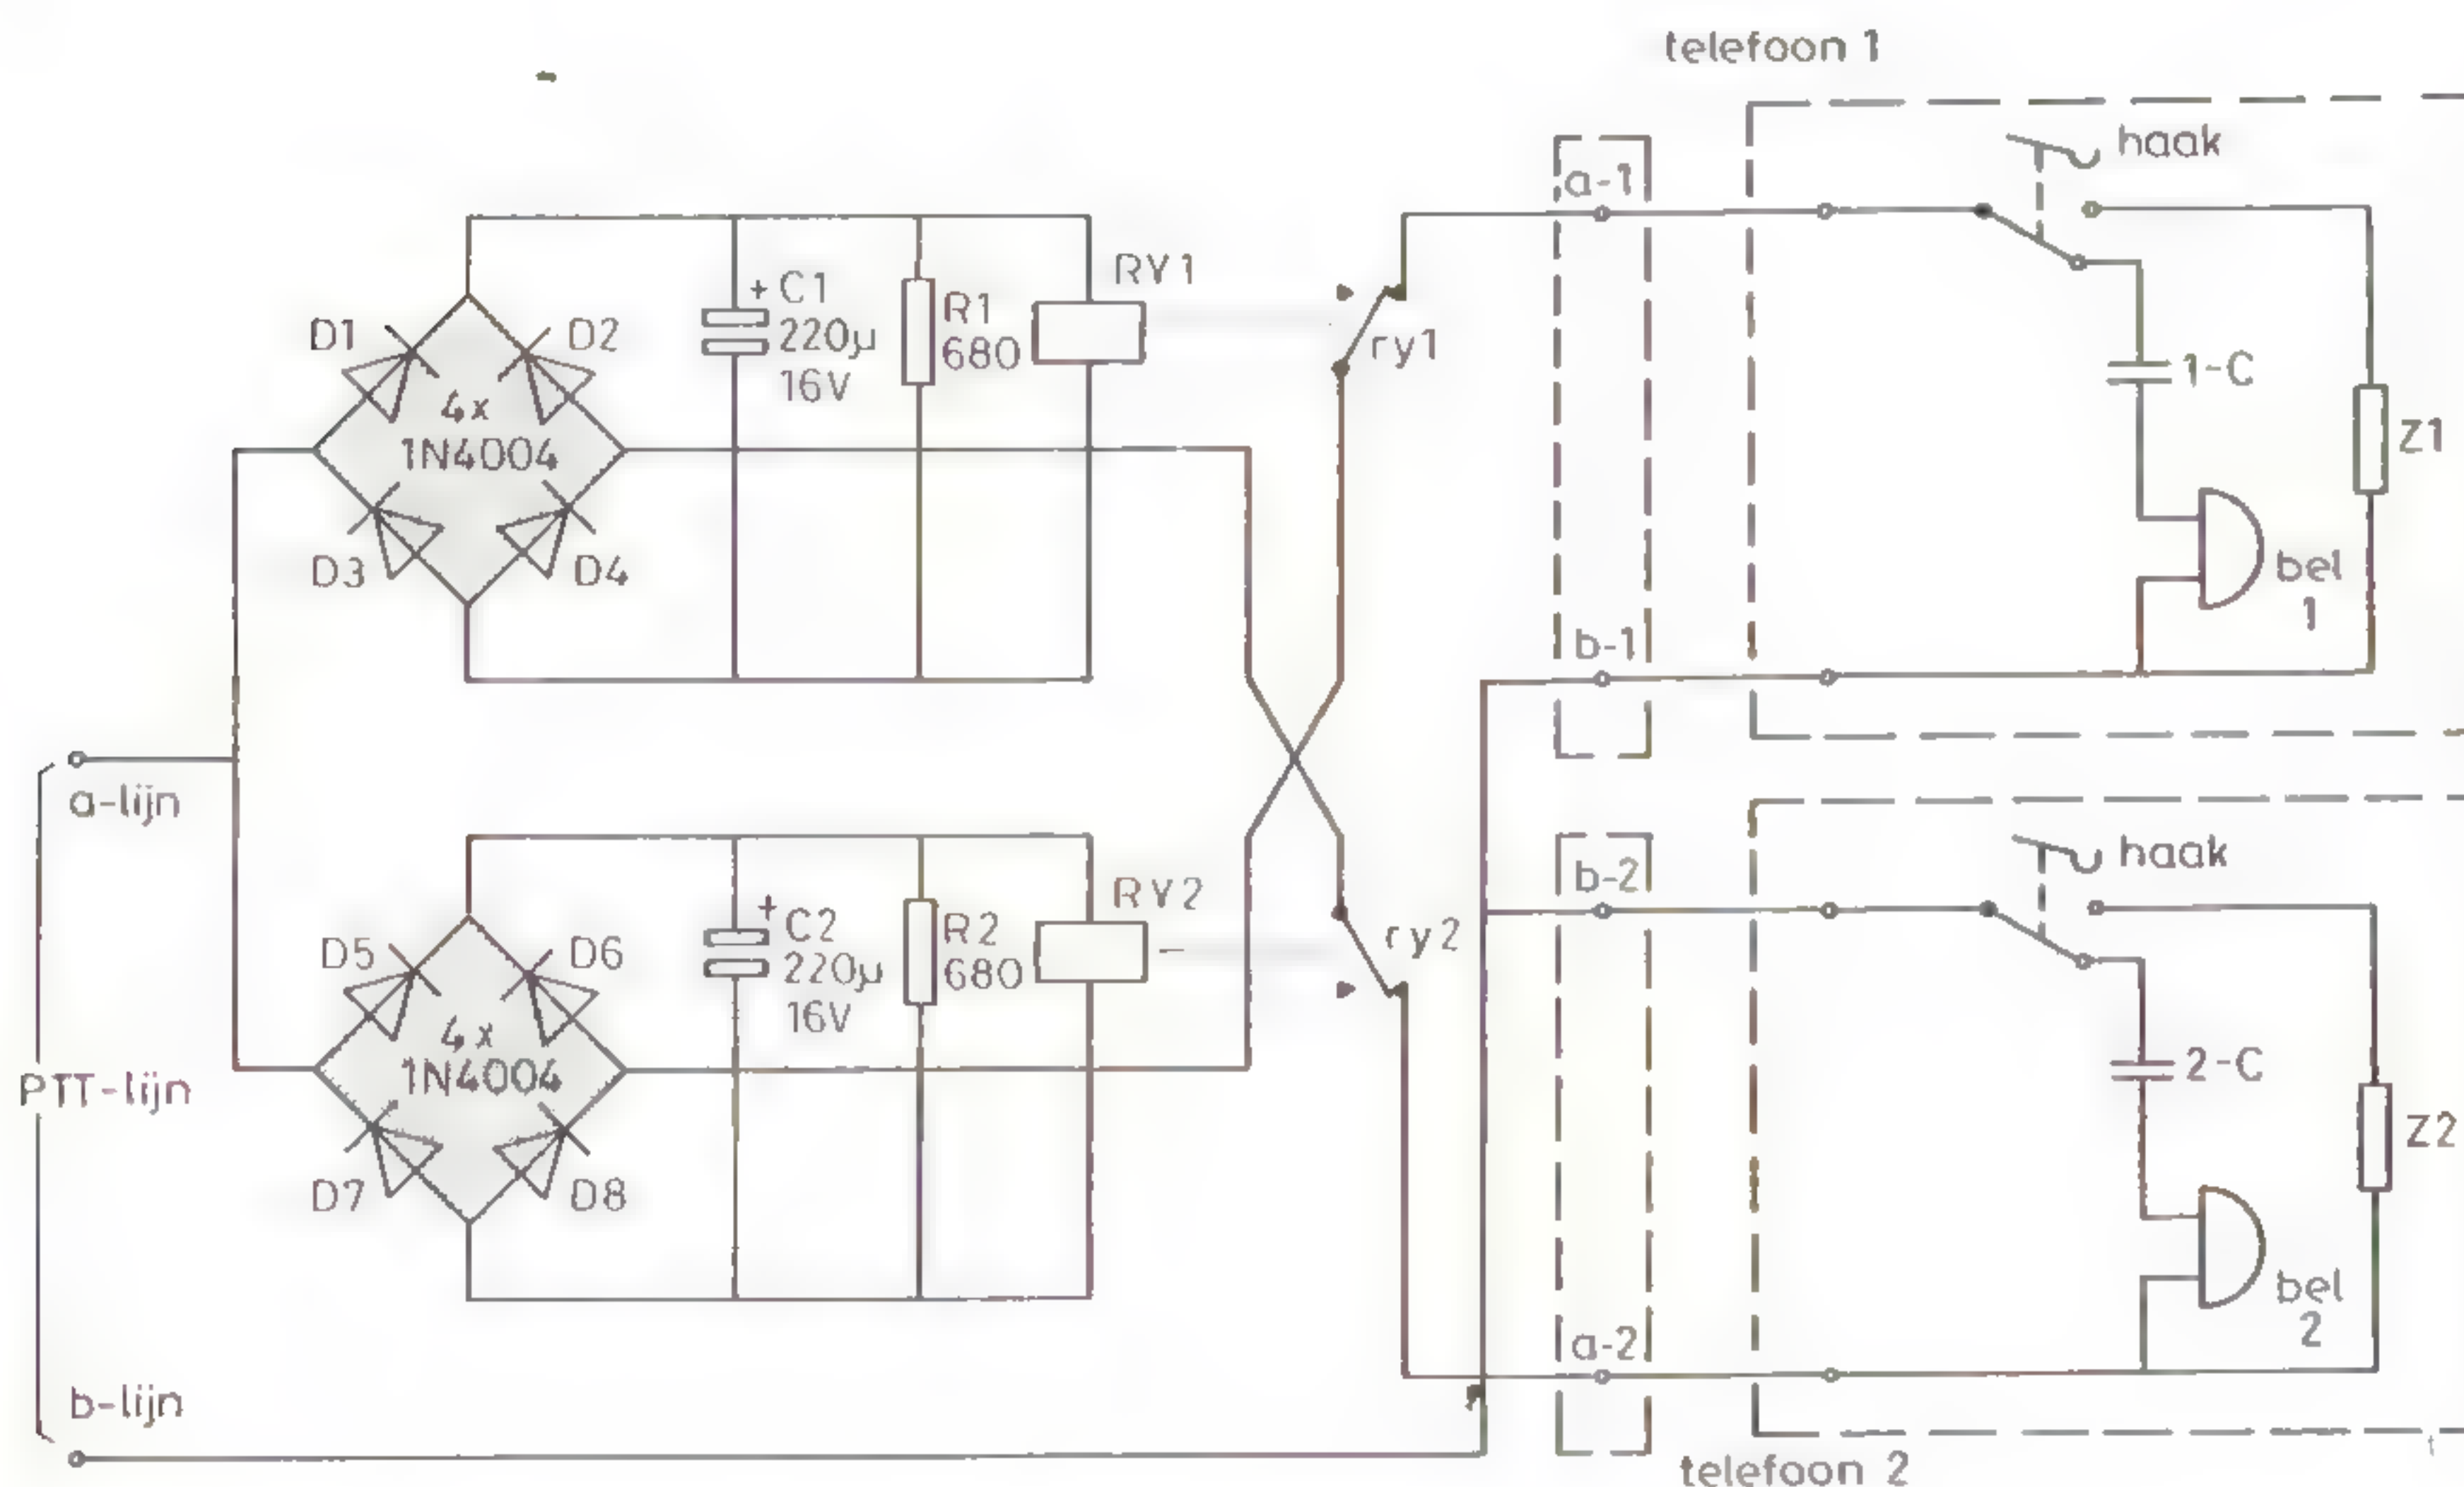 telefoon 1
haak
a-1
RY1
C1
220µ
16V
R1
680
ry1
D1
D2
4x
1N4004
D3
D4
1-C
Z1
bel
1
b-1
a-lijn
PTT-lijn
b-lijn
RY2
C2
220µ
16V
R2
680
ry2
D5
D6
4x
1N4004
D7
D8
b-2
haak
2-C
Z2
bel
2
a-2
telefoon 2